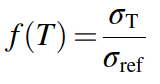 f(T) = σ_T / σ_ref